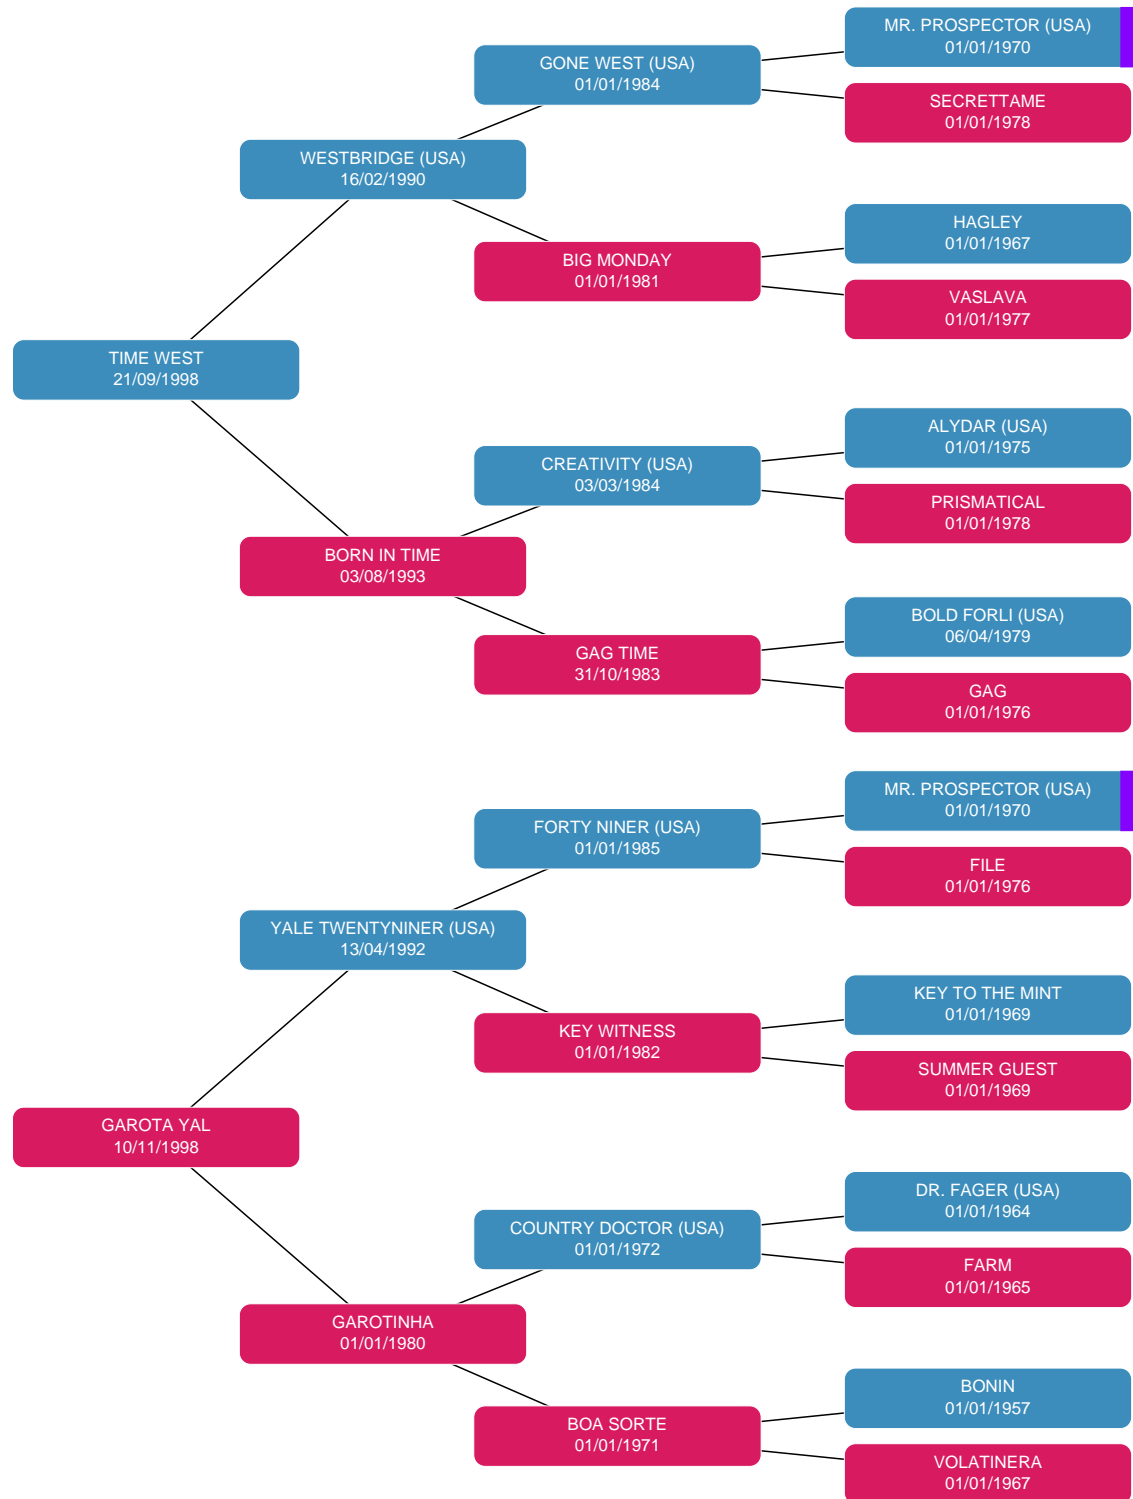 MR. PROSPECTOR (USA)
01/01/1970
GONE WEST (USA)
01/01/1984
SECRETTAME
01/01/1978
WESTBRIDGE (USA)
16/02/1990
HAGLEY
01/01/1967
BIG MONDAY
01/01/1981
VASLAVA
01/01/1977
TIME WEST
21/09/1998
ALYDAR (USA)
01/01/1975
CREATIVITY (USA)
03/03/1984
PRISMATICAL
01/01/1978
BORN IN TIME
03/08/1993
BOLD FORLI (USA)
06/04/1979
GAG TIME
31/10/1983
GAG
01/01/1976
MR. PROSPECTOR (USA)
01/01/1970
FORTY NINER (USA)
01/01/1985
FILE
01/01/1976
YALE TWENTYNINER (USA)
13/04/1992
KEY TO THE MINT
01/01/1969
KEY WITNESS
01/01/1982
SUMMER GUEST
01/01/1969
GAROTA YAL
10/11/1998
DR. FAGER (USA)
01/01/1964
COUNTRY DOCTOR (USA)
01/01/1972
FARM
01/01/1965
GAROTINHA
01/01/1980
BONIN
01/01/1957
BOA SORTE
01/01/1971
VOLATINERA
01/01/1967